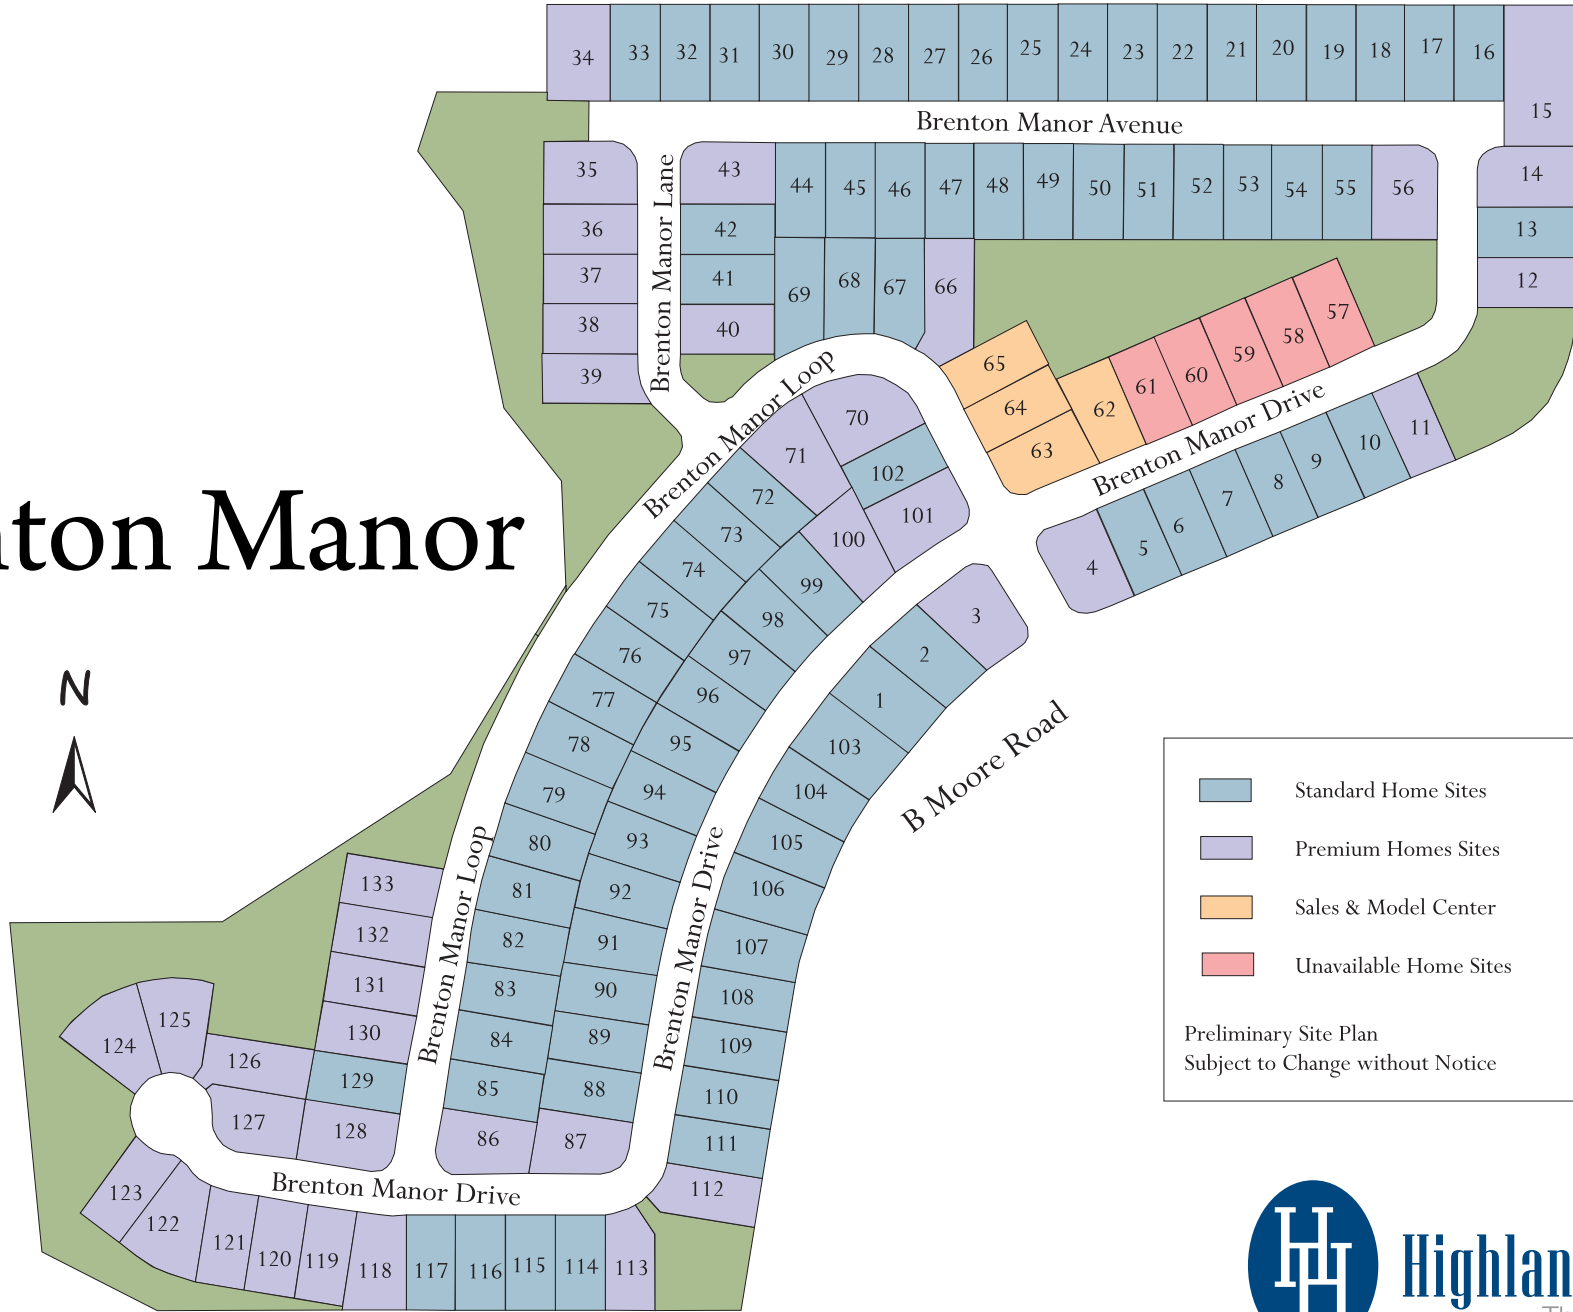 34 33 32 31 30 29 28 27 26 25 24 23 22 21 20 19 18 17 16
15
Brenton Manor Avenue
35 43 44 45 46 47 48 49 50 51 52 53 54 55 56 14
36 42 13
37 41 69 68 67 66 12
38 40
39
Brenton Manor Lane
57
58
59
60
61
62
65
64
63
Brenton Manor Drive
11
10
9
8
7
6
5
4
Brenton Manor Loop
70
71 102
72 101
73 100
74 99
75 98
76 97
77 96
78 95
79 94
80 93
81 92
82 91
83 90
84 89
85 88
86 87
3
2
1
103
104
105
106
107
108
109
110
111
112
nton Manor
N
B Moore Road
Brenton Manor Loop
Brenton Manor Drive
133
132
131
130
129
128
125
124
126
127
Brenton Manor Drive
123
122
121 120 119 118 117 116 115 114 113
Standard Home Sites
Premium Homes Sites
Sales & Model Center
Unavailable Home Sites
Preliminary Site Plan
Subject to Change without Notice
HH
Highlan
Th